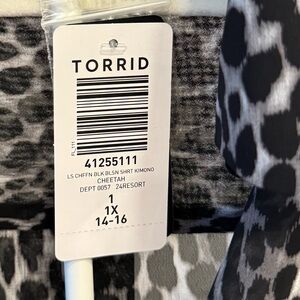 TORRID
41255111
LS CHFFN BLK BLSN SHRT KIMONO
CHEETAH
DEPT 0057 24RESORT
1
1X
14-16